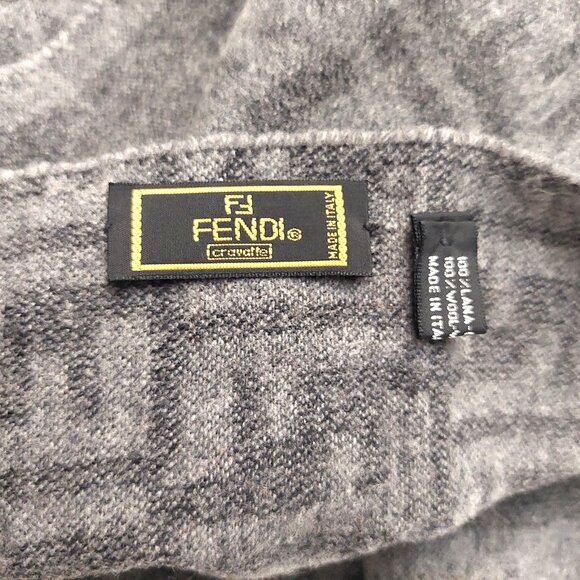 FF
FENDI®
cravatte
MADE IN ITALY
100%LANA-
100%WOOL-
MADE IN ITA